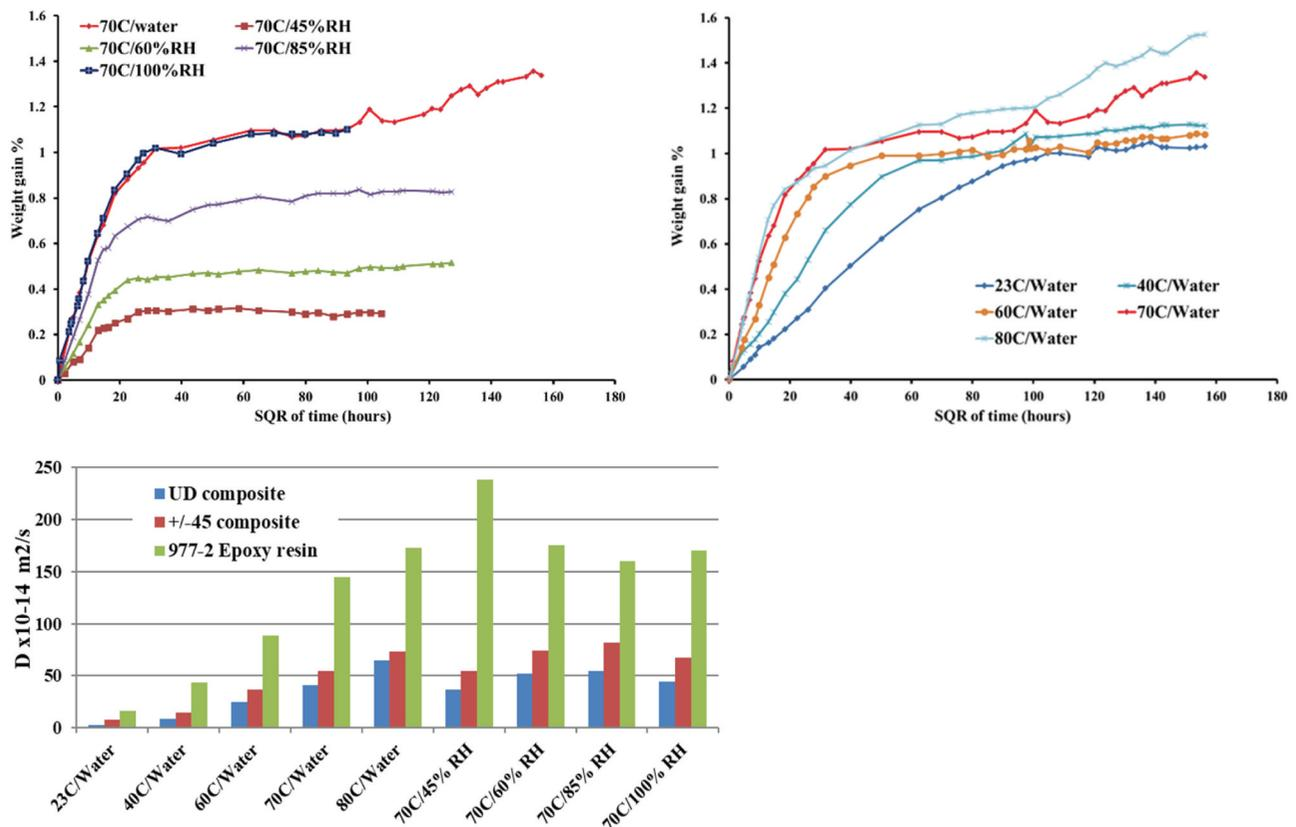 1.6
1.4
1.2
1
0.8
0.6
0.4
0.2
0
Weight gain %
70C/water 70C/45%RH
70C/60%RH 70C/85%RH
70C/100%RH
0 20 40 60 80 100 120 140 160 180
SQR of time (hours)
1.6
1.4
1.2
1
0.8
0.6
0.4
0.2
0
Weight gain %
23C/Water 40C/Water
60C/Water 70C/Water
80C/Water
0 20 40 60 80 100 120 140 160 180
SQR of time (hours)
250
200
150
100
50
0
D x10-14 m2/s
UD composite
+/-45 composite
977-2 Epoxy resin
23C/Water
40C/Water
60C/Water
70C/Water
80C/Water
70C/45% RH
70C/60% RH
70C/85% RH
70C/100% RH